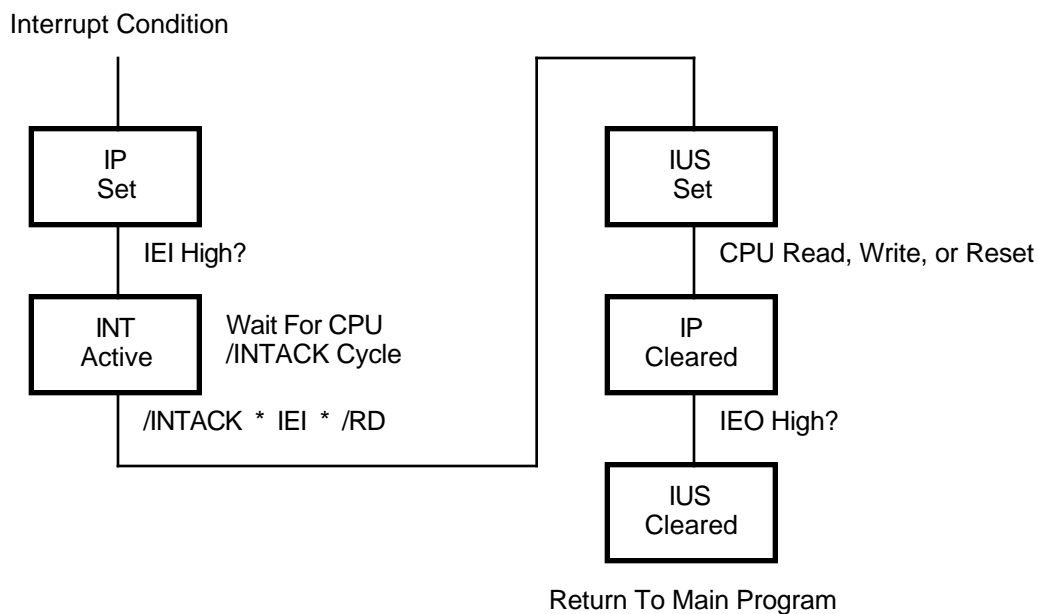 Interrupt Condition
IP
Set
IEI High?
INT
Active
Wait For CPU
/INTACK Cycle
/INTACK * IEI * /RD
IUS
Set
CPU Read, Write, or Reset
IP
Cleared
IEO High?
IUS
Cleared
Return To Main Program